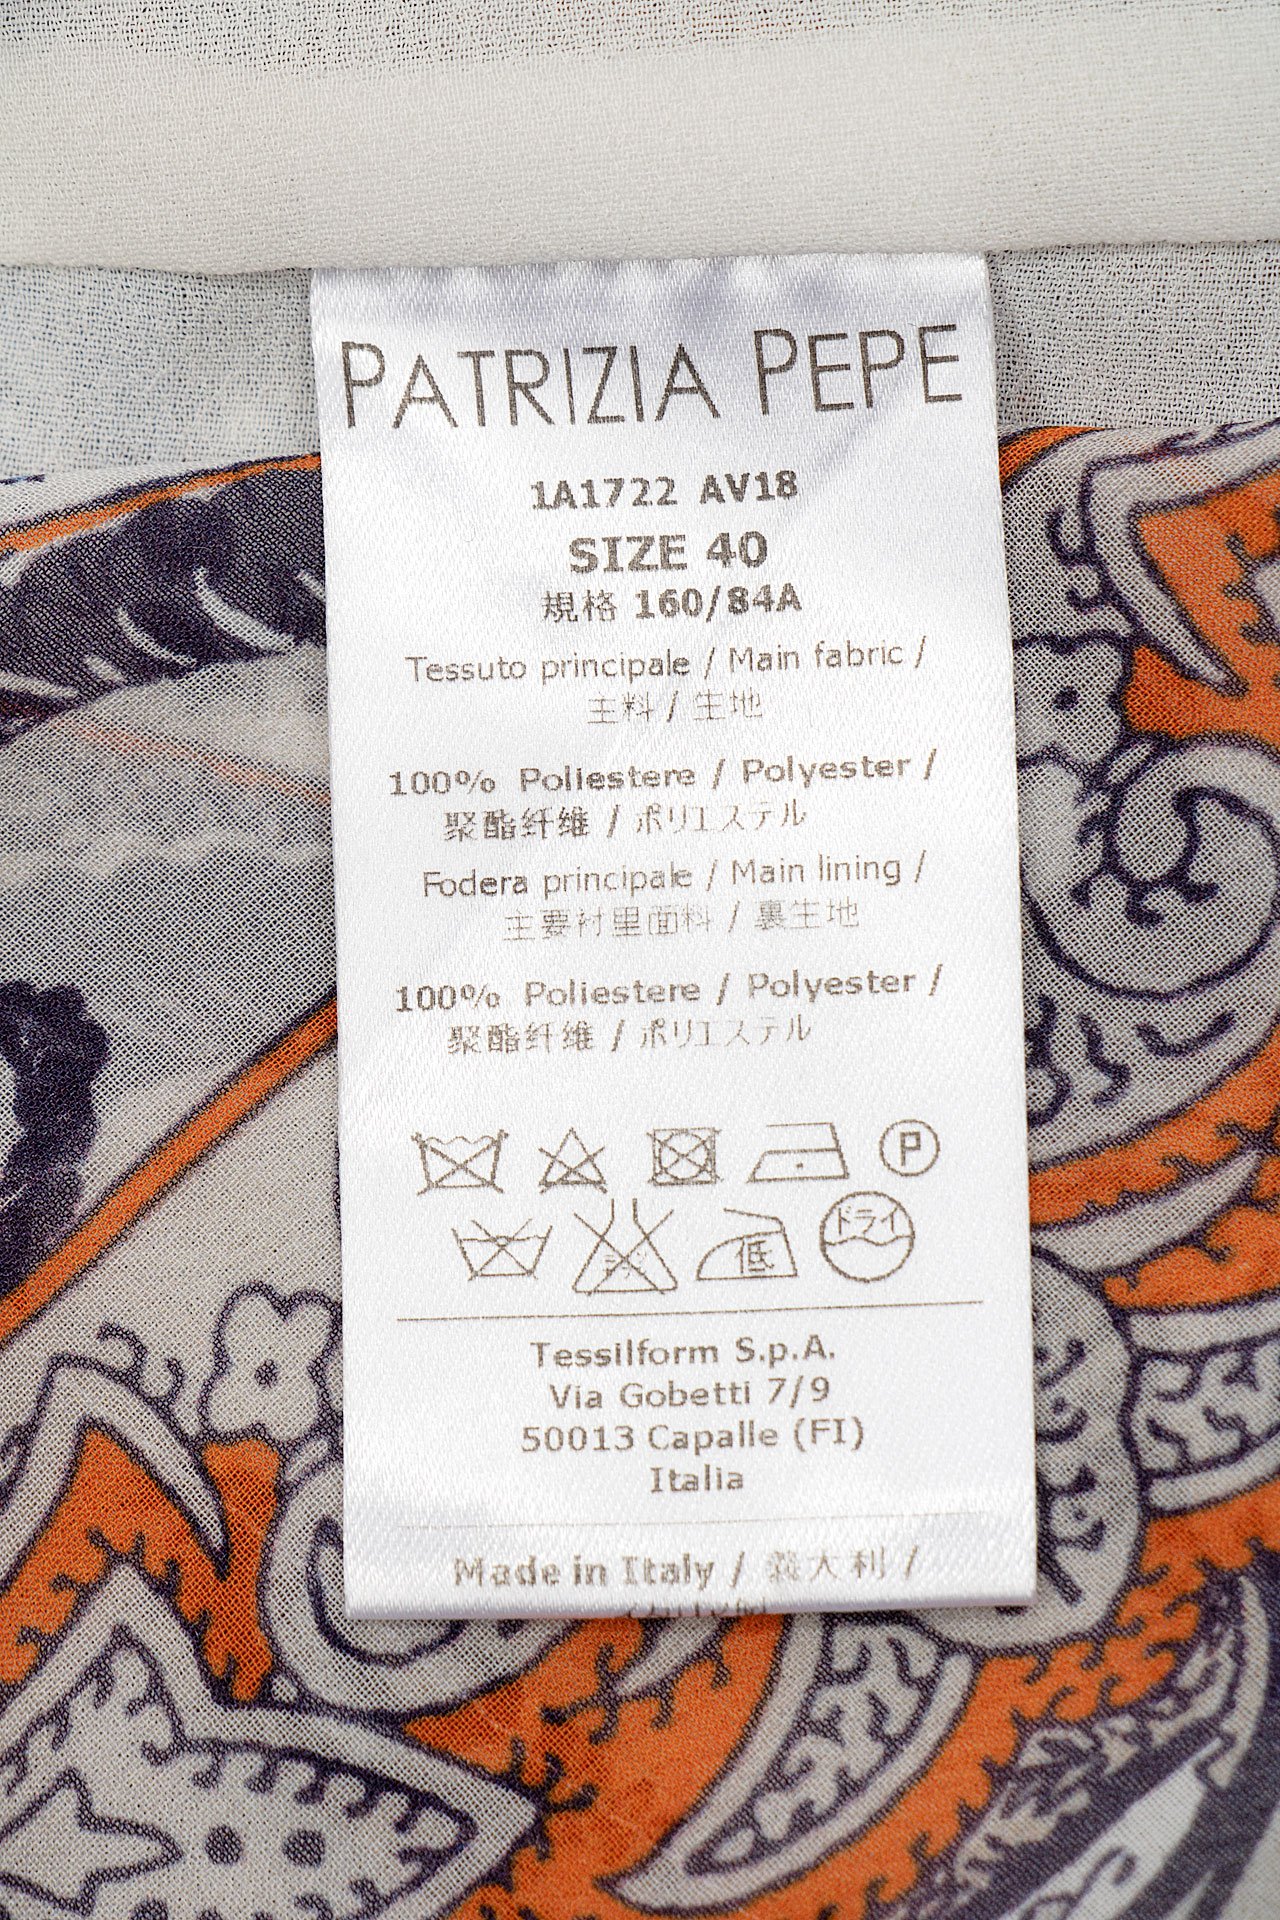 PATRIZIA PEPE
1A1722 AV18
SIZE 40
規格 160/84A
Tessuto principale / Main fabric /
主料 / 生地
100% Poliestere / Polyester /
聚酯纤维 / ポリエステル
Fodera principale / Main lining /
主要衬里面料 / 裏生地
100% Poliestere / Polyester /
聚酯纤维 / ポリエステル
P
低 ドライ
Tessilform S.p.A.
Via Gobetti 7/9
50013 Capalle (FI)
Italia
Made in Italy / 義大利 /